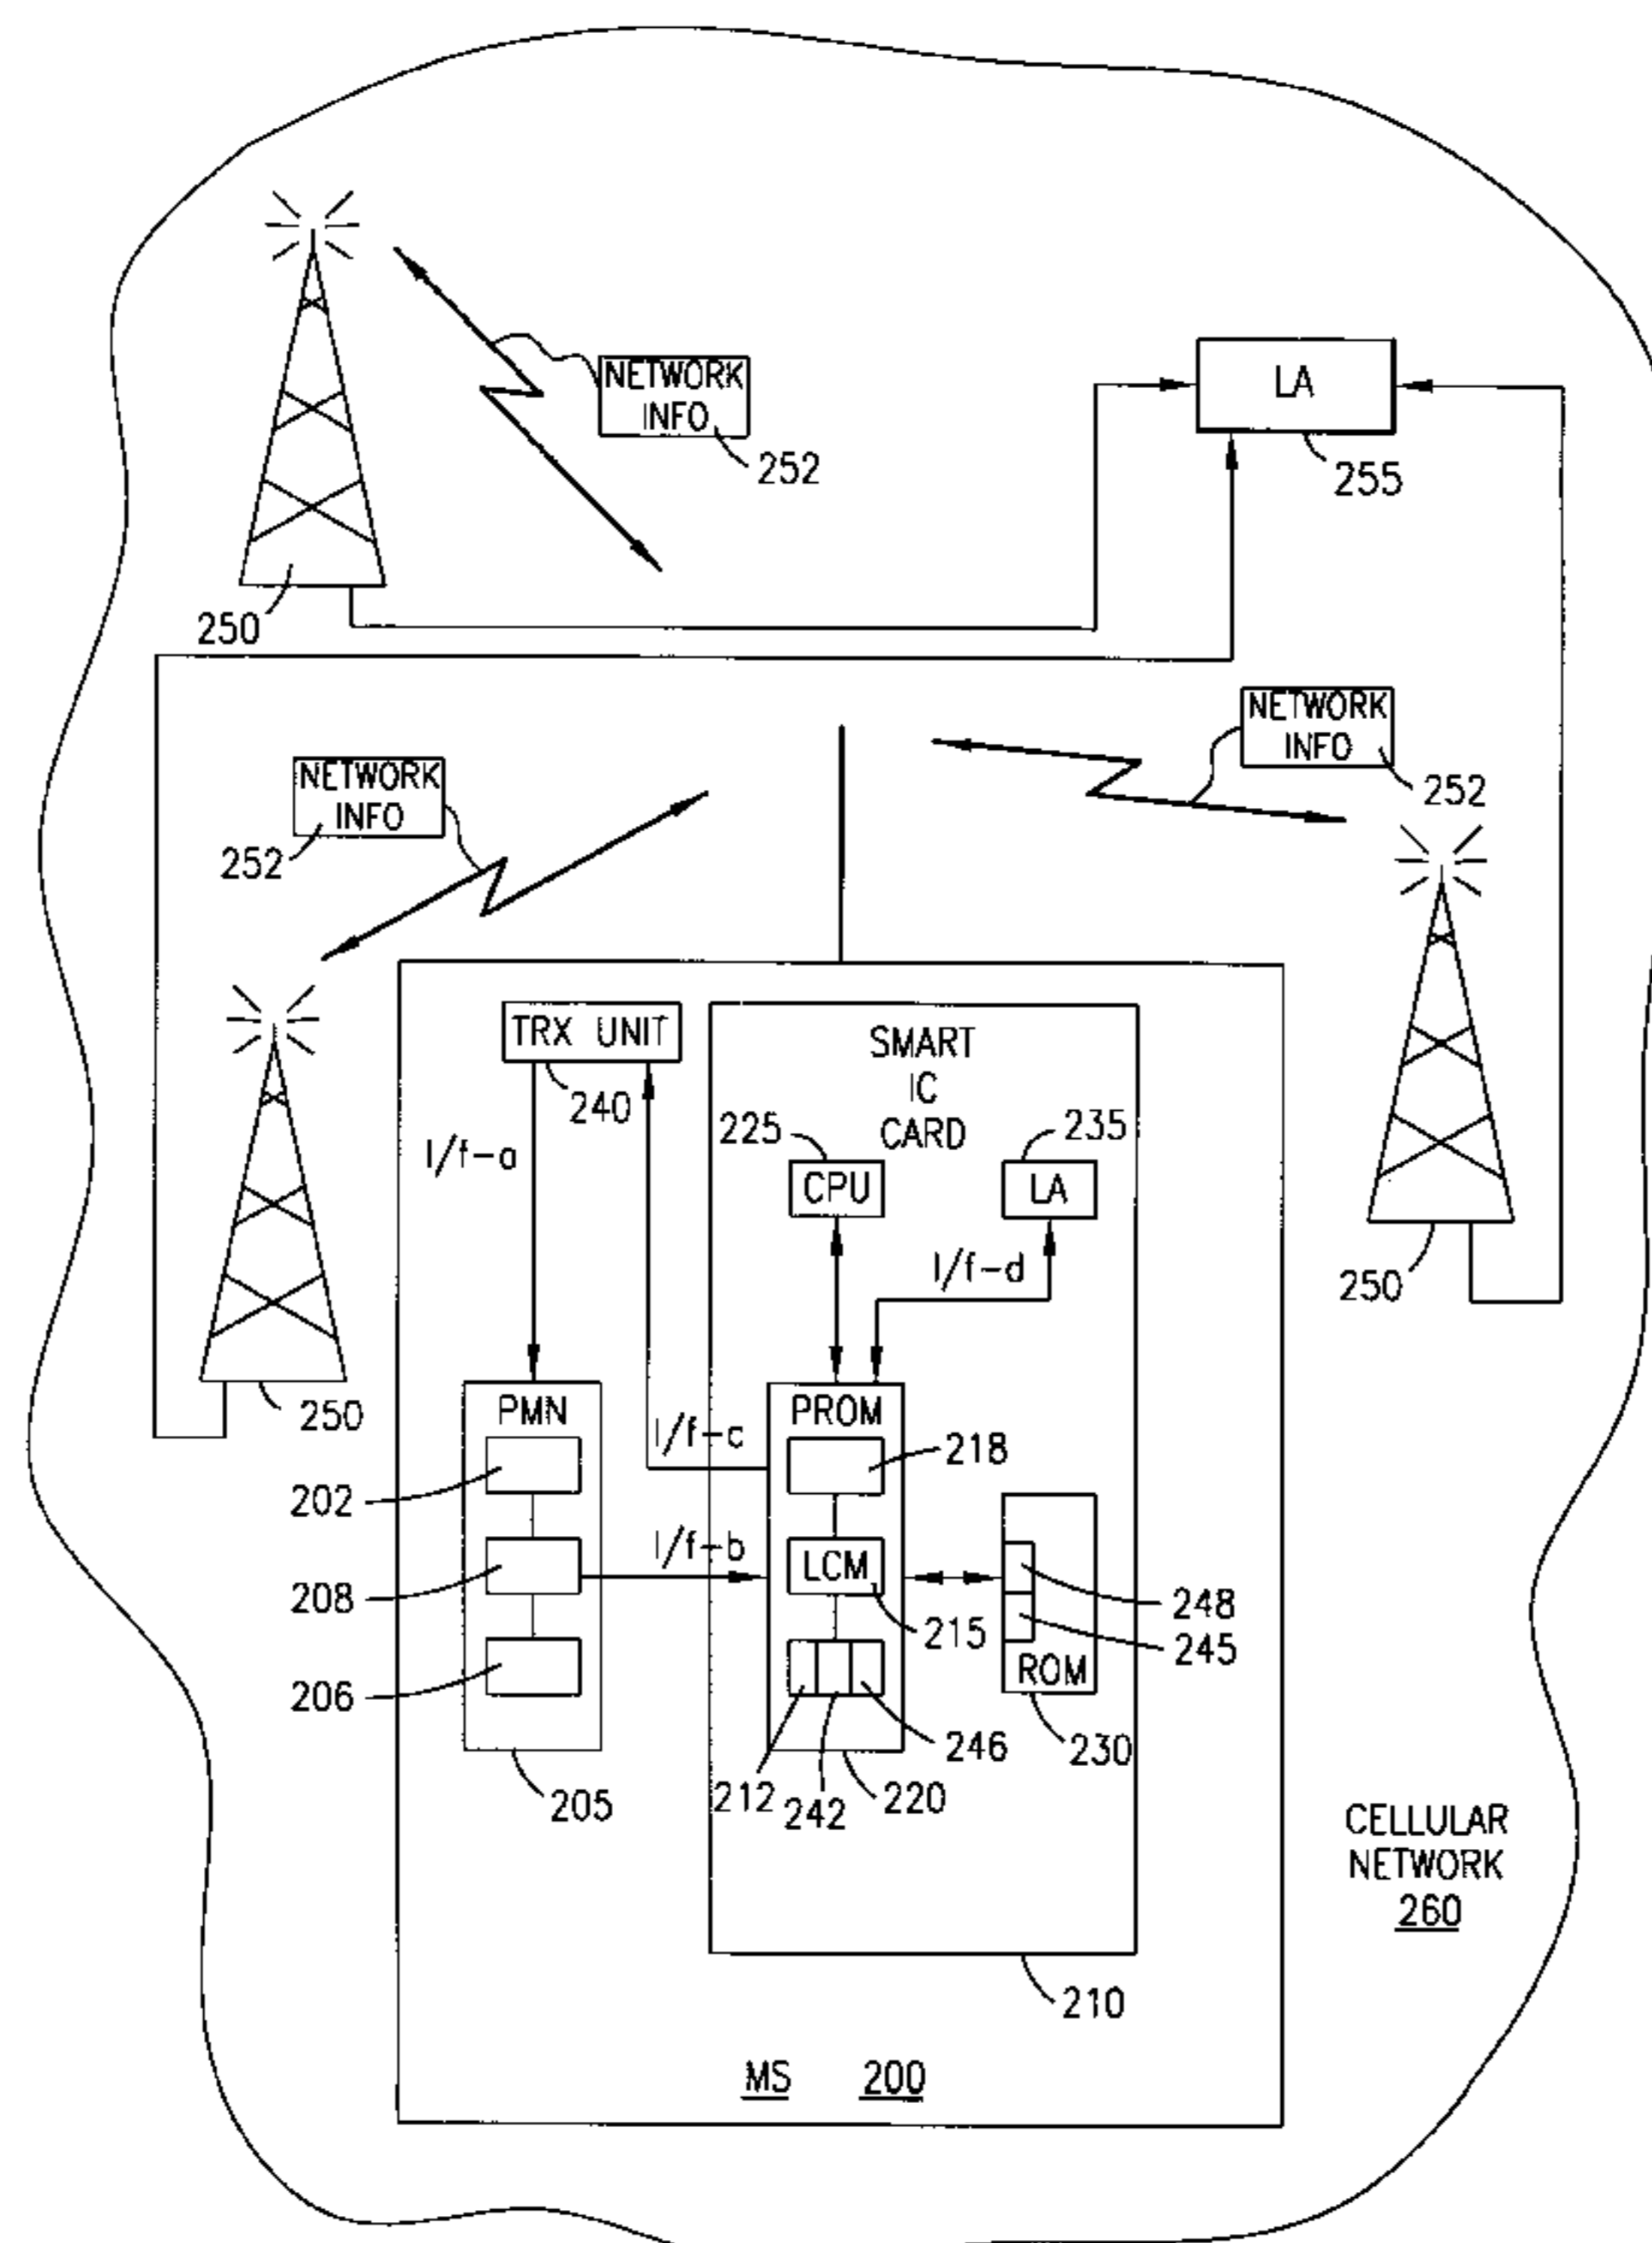 NETWORK
INFO
252
LA
255
250
NETWORK
INFO
252
NETWORK
INFO
252
TRX UNIT
240
SMART
IC
CARD
I/f-a
225
CPU
235
LA
I/f-d
250
250
PMN
I/f-c
PROM
218
202
208
I/f-b
LCM
215
248
245
206
ROM
246
230
212
242
220
205
CELLULAR
NETWORK
260
210
MS 200